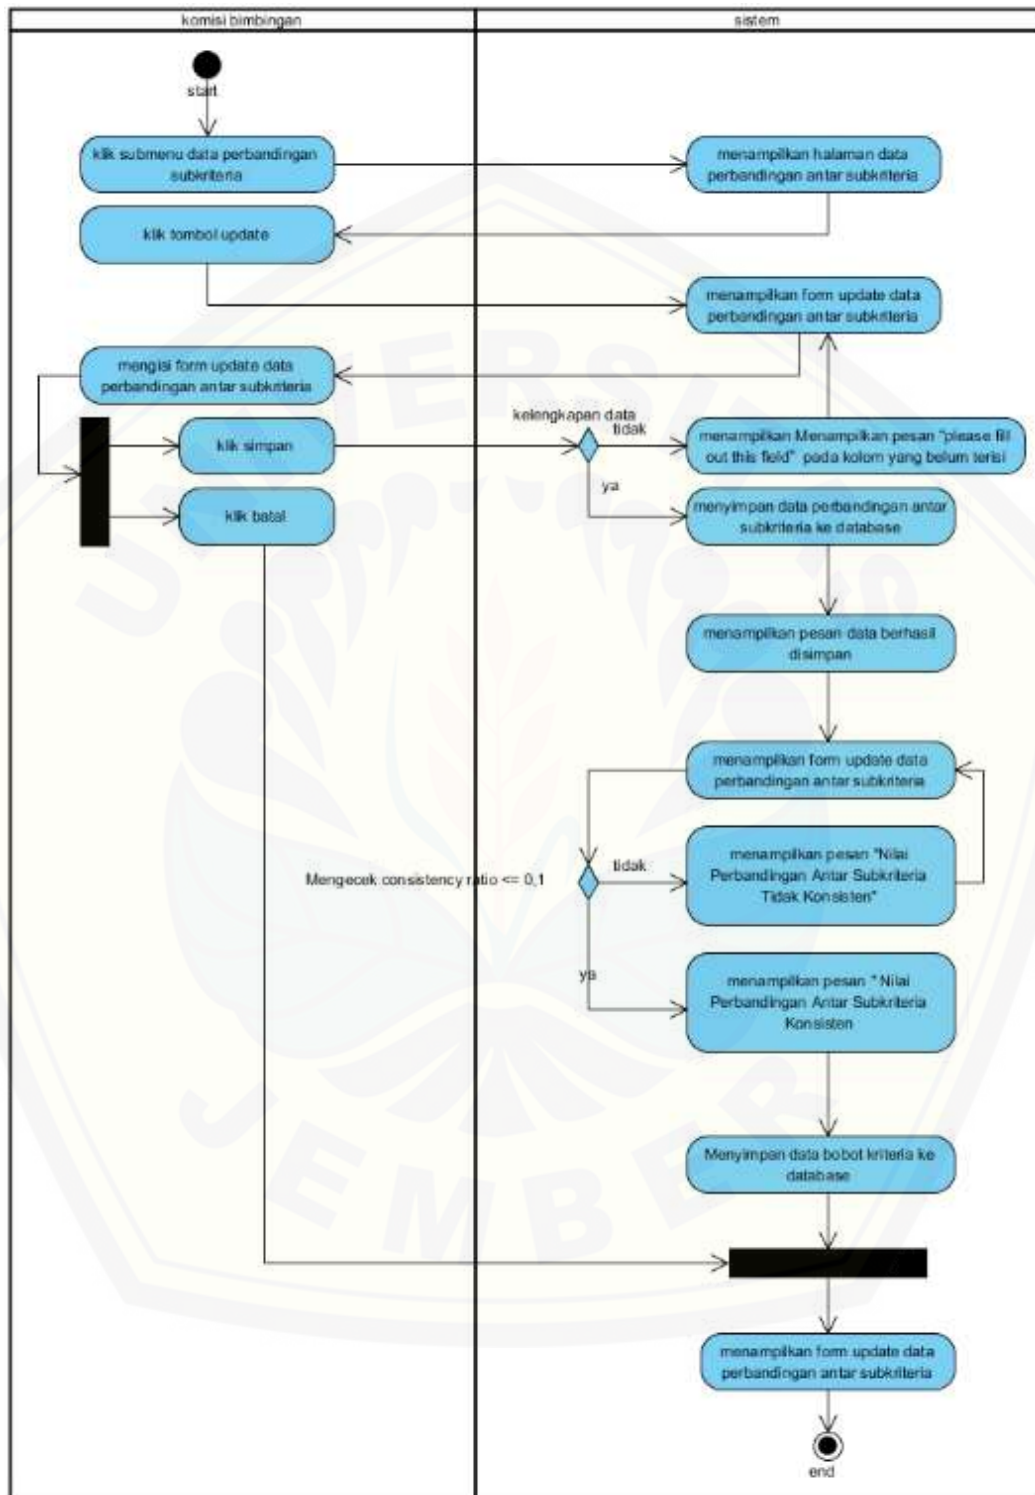 komisi bimbingan
sistem
start
klik submenu data perbandingan
subkriteria
menampilkan halaman data
perbandingan antar subkriteria
klik tombol update
menampilkan form update data
perbandingan antar subkriteria
mengisi form update data
perbandingan antar subkriteria
klik simpan
kelengkapan data
tidak
menampilkan Menampilkan pesan "please fill
out this field" pada kolom yang belum terisi
ya
klik batal
menyimpan data perbandingan antar
subkriteria ke database
menampilkan pesan data berhasil
disimpan
menampilkan form update data
perbandingan antar subkriteria
Mengecek consistency ratio <= 0,1
tidak
menampilkan pesan "Nilai
Perbandingan Antar Subkriteria
Tidak Konsisten"
ya
menampilkan pesan " Nilai
Perbandingan Antar Subkriteria
Konsisten
Menyimpan data bobot kriteria ke
database
menampilkan form update data
perbandingan antar subkriteria
end
UNIVERSITAS
JEMBER